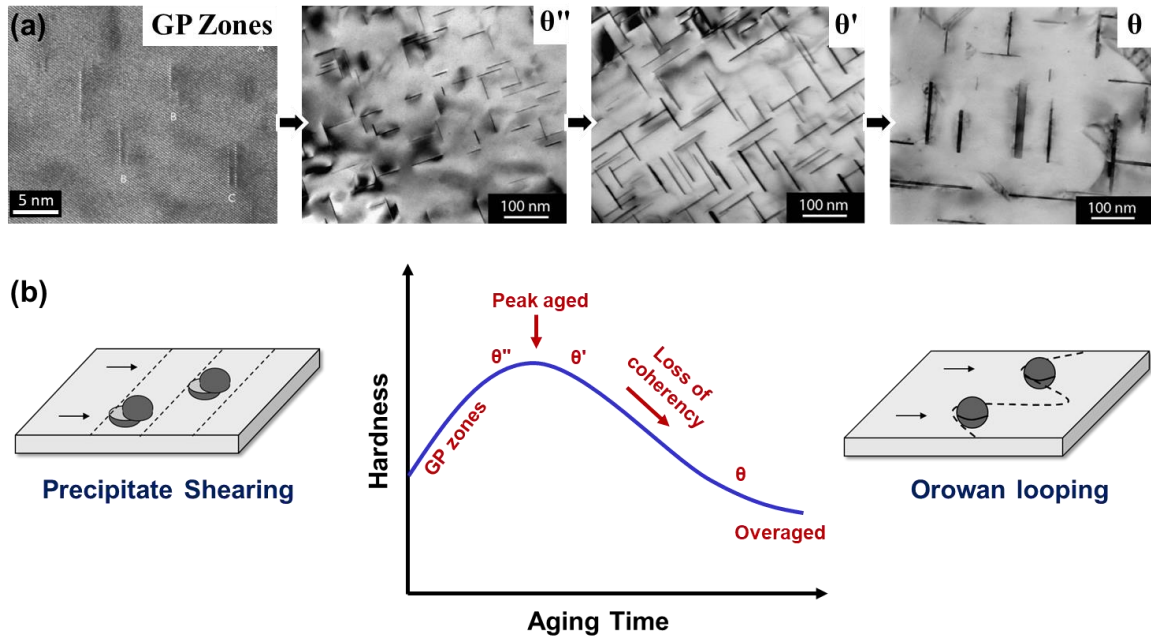 (a)
GP Zones
θ"
θ'
θ
A
B
B
C
5 nm
100 nm
100 nm
100 nm
(b)
Peak aged
θ"
θ'
Loss of
coherency
GP zones
θ
Overaged
Hardness
Aging Time
Precipitate Shearing
Orowan looping